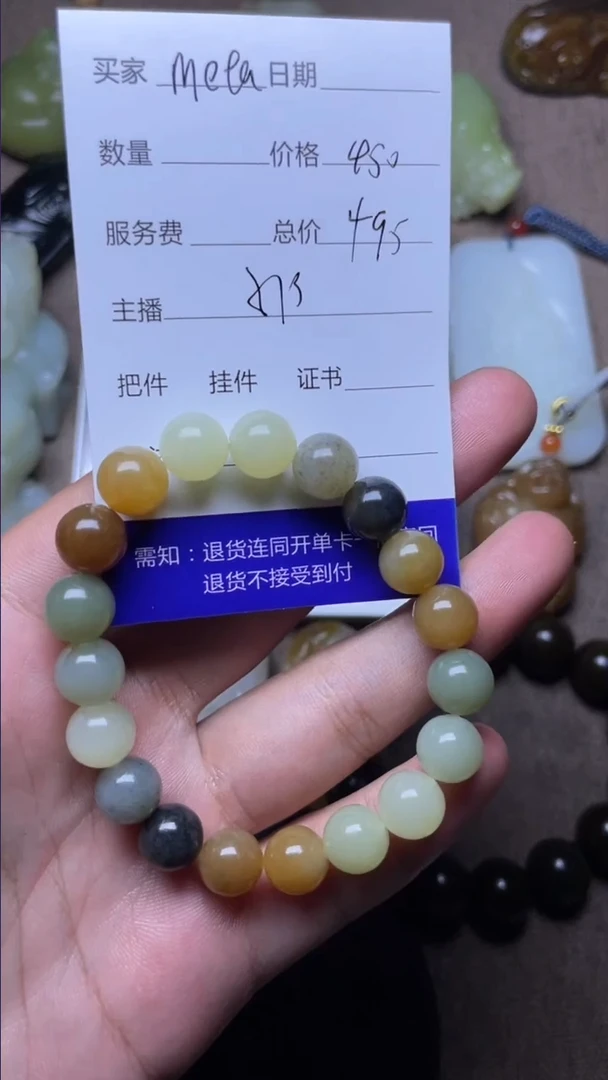 买家 Mela 日期
数量 价格 450
服务费 总价 495
主播
把件 挂件 证书
需知：退货连同开单卡一
退货不接受到付